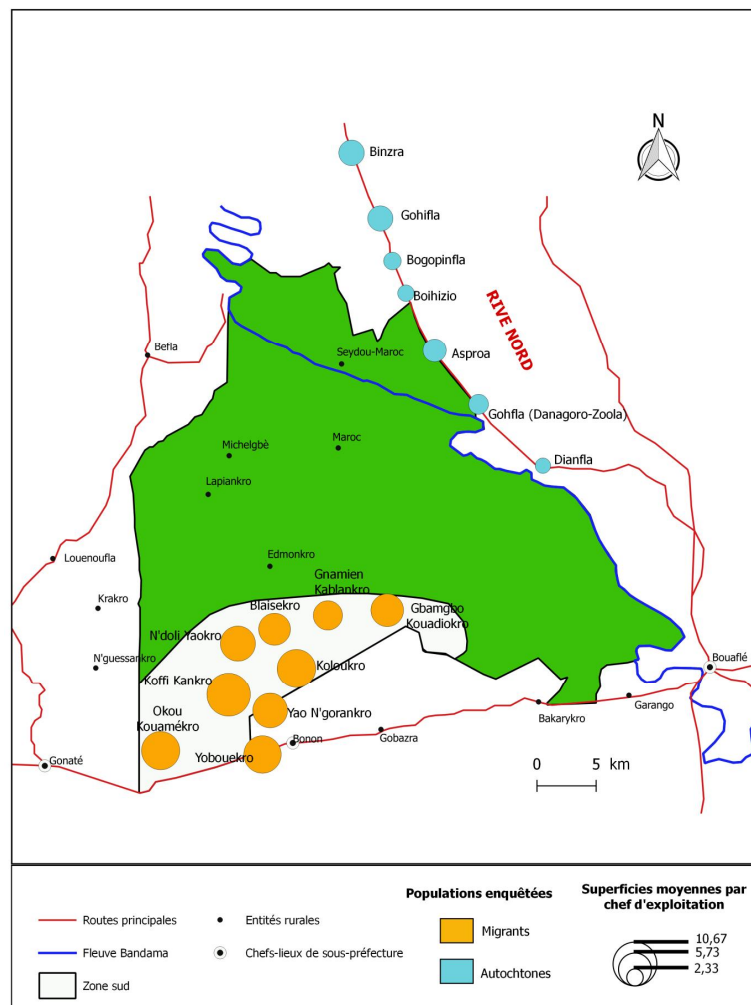 N
Binzra
Gohifla
Bogopinfla
Boihizio
RIVE NORD
Befla
Seydou-Maroc
Asproa
Gohfla (Danagoro-Zoola)
Michelgbè
Maroc
Dianfla
Lapiankro
Louenoufla
Edmonkro
Gnamien
Kablankro
Krakro
Blaisekro
Gbamgbo
Kouadiokro
N'doli Yaokro
N'guessankro
Koloukro
Bouaflé
Koffi Kankro
Okou
Kouamékro
Yao N'gorankro
Bakarykro
Garango
Gobazra
Bonon
Yobouekro
Gonaté
0 5 km
Populations enquêtées
Superficies moyennes par
chef d'exploitation
Routes principales
Entités rurales
Migrants
10,67
5,73
2,33
Fleuve Bandama
Chefs-lieux de sous-préfecture
Autochtones
Zone sud